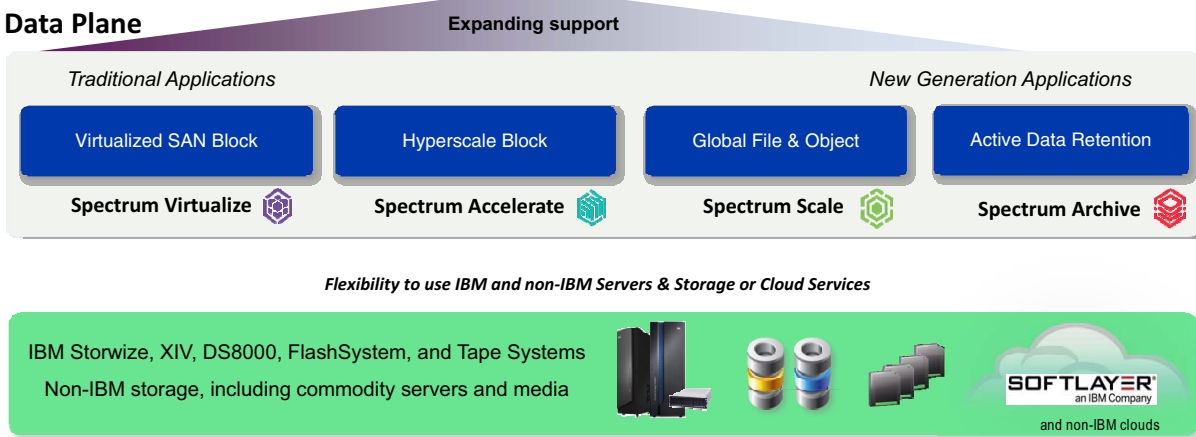 Data Plane
Expanding support
Traditional Applications
New Generation Applications
Virtualized SAN Block
Hyperscale Block
Global File & Object
Active Data Retention
Spectrum Virtualize
Spectrum Accelerate
Spectrum Scale
Spectrum Archive
Flexibility to use IBM and non-IBM Servers & Storage or Cloud Services
IBM Storwize, XIV, DS8000, FlashSystem, and Tape Systems
Non-IBM storage, including commodity servers and media
SOFTLAYER®
an IBM Company
and non-IBM clouds